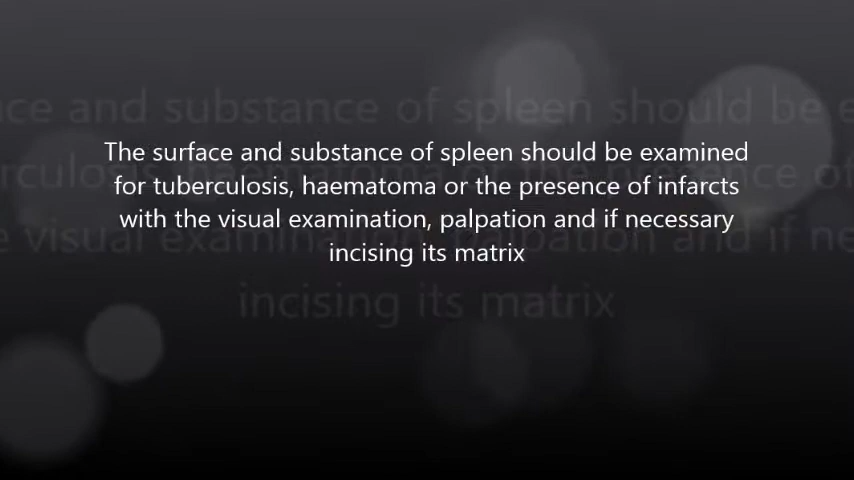 The surface and substance of spleen should be examined
for tuberculosis, haematoma or the presence of infarcts
with the visual examination, palpation and if necessary
incising its matrix